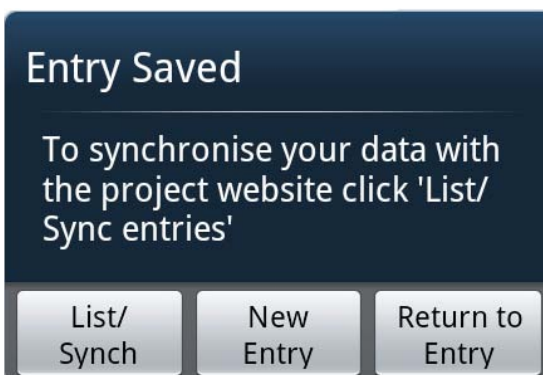 Entry Saved
To synchronise your data with
the project website click 'List/
Sync entries'
List/
Synch
New
Entry
Return to
Entry